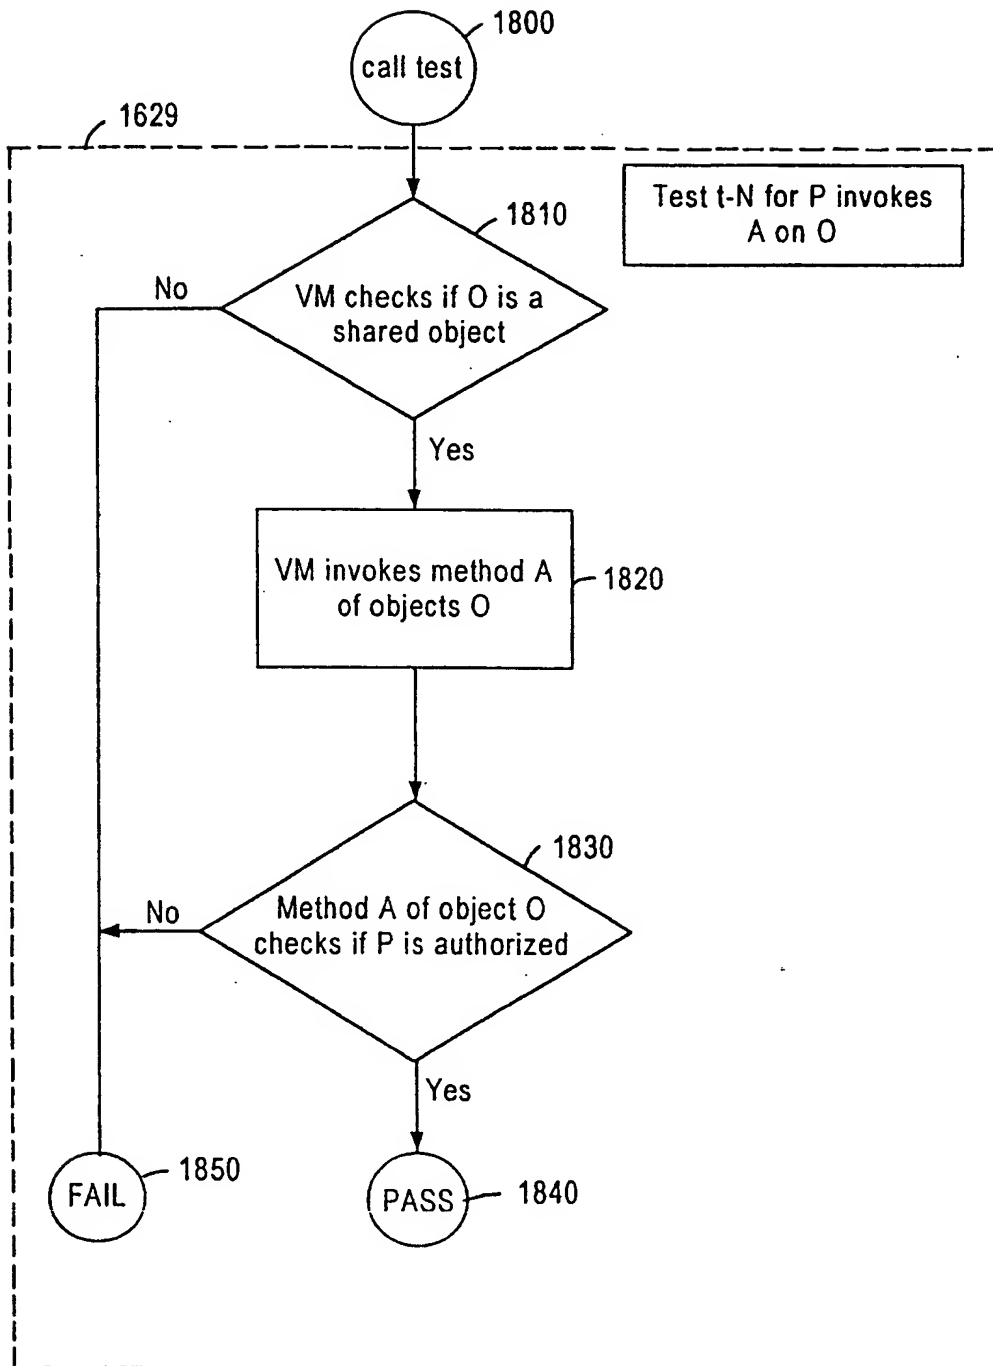 1800
call test
1629
Test t-N for P invokes
A on O
1810
No
VM checks if O is a
shared object
Yes
VM invokes method A
of objects O
1820
1830
No
Method A of object O
checks if P is authorized
Yes
1850
FAIL
PASS
1840